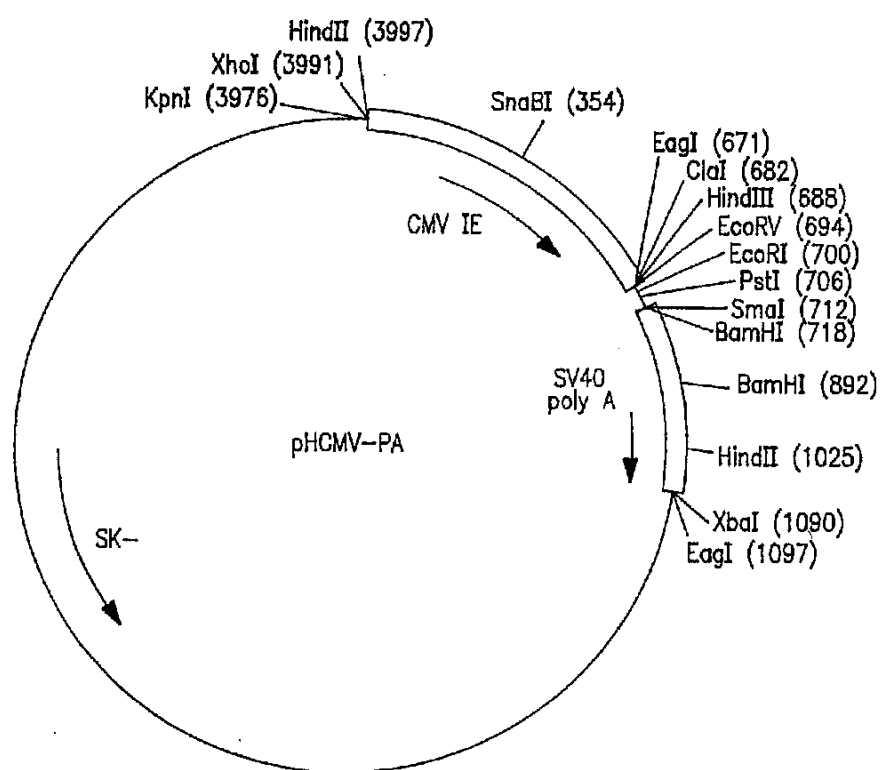 HindII (3997)
XhoI (3991)
KpnI (3976)
SnaBI (354)
EagI (671)
ClaI (682)
HindIII (688)
EcoRV (694)
EcoRI (700)
PstI (706)
SmaI (712)
BamHI (718)
CMV IE
SV40
poly A
BamHI (892)
pHCMV-PA
HindII (1025)
SK-
XbaI (1090)
EagI (1097)